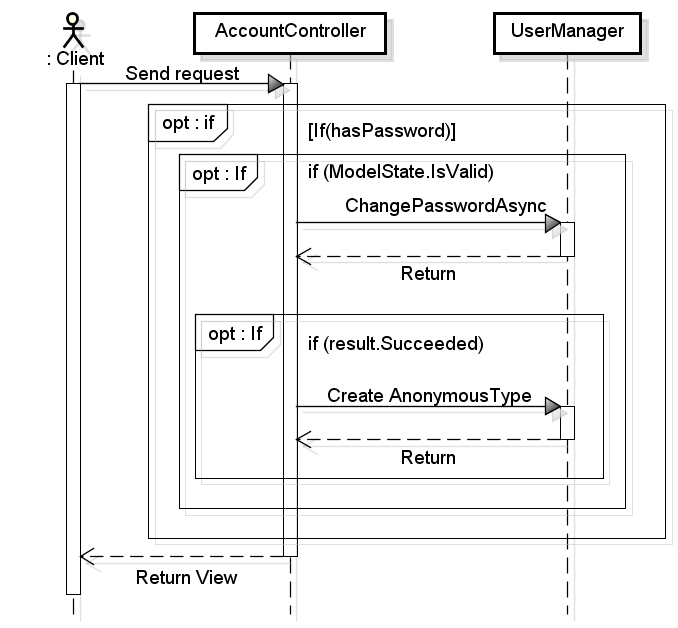 : Client
AccountController
UserManager
Send request
opt : if
[If(hasPassword)]
opt : If
if (ModelState.IsValid)
ChangePasswordAsync
Return
opt : If
if (result.Succeeded)
Create AnonymousType
Return
Return View